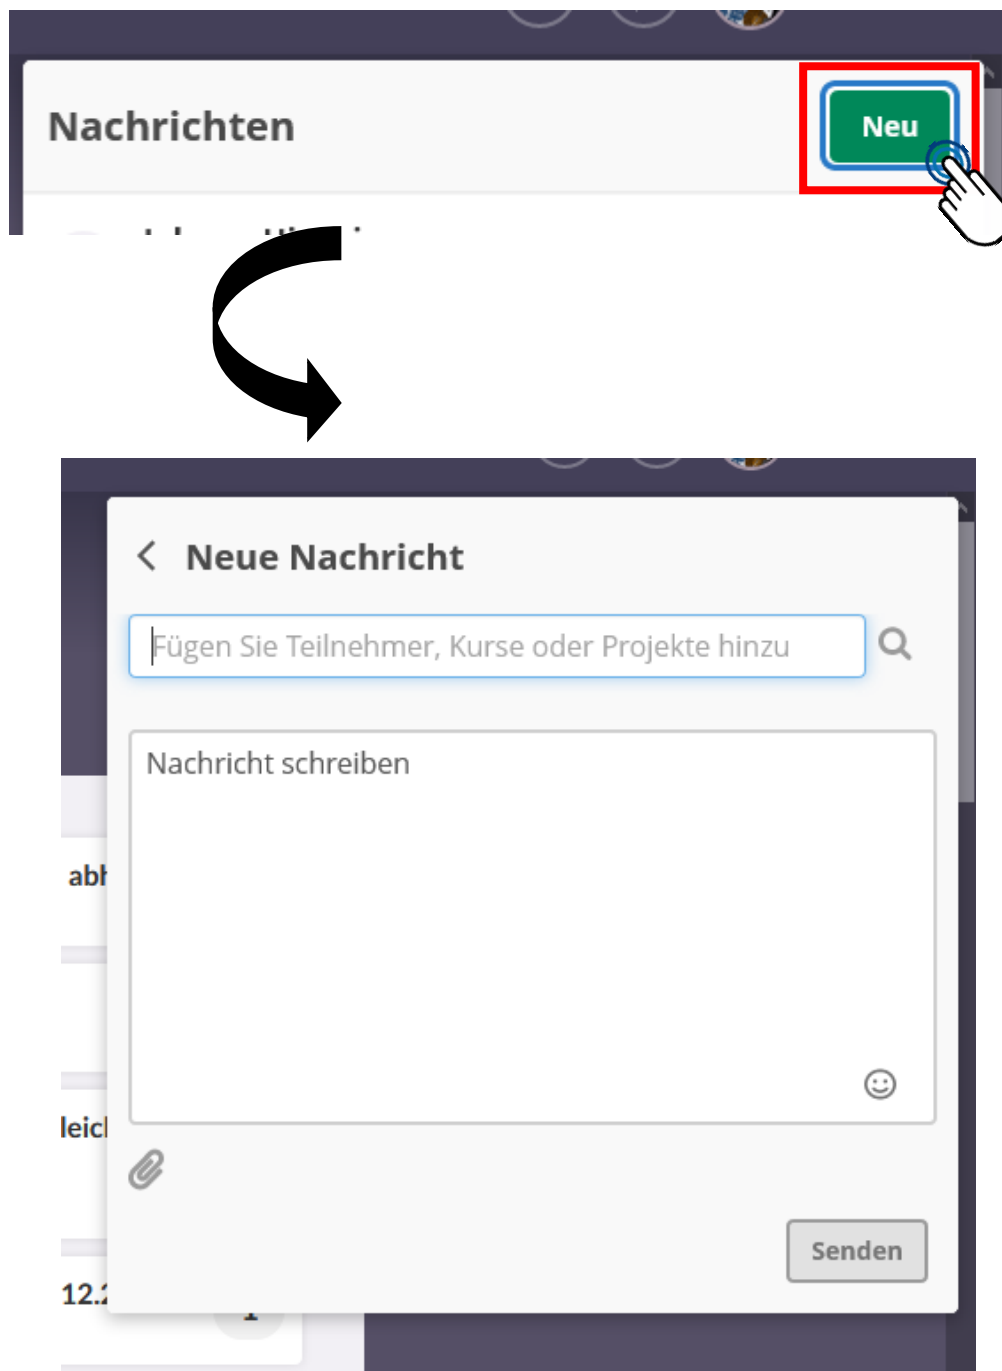 Nachrichten
Neu
Neue Nachricht
Fügen Sie Teilnehmer, Kurse oder Projekte hinzu
Nachricht schreiben
Senden